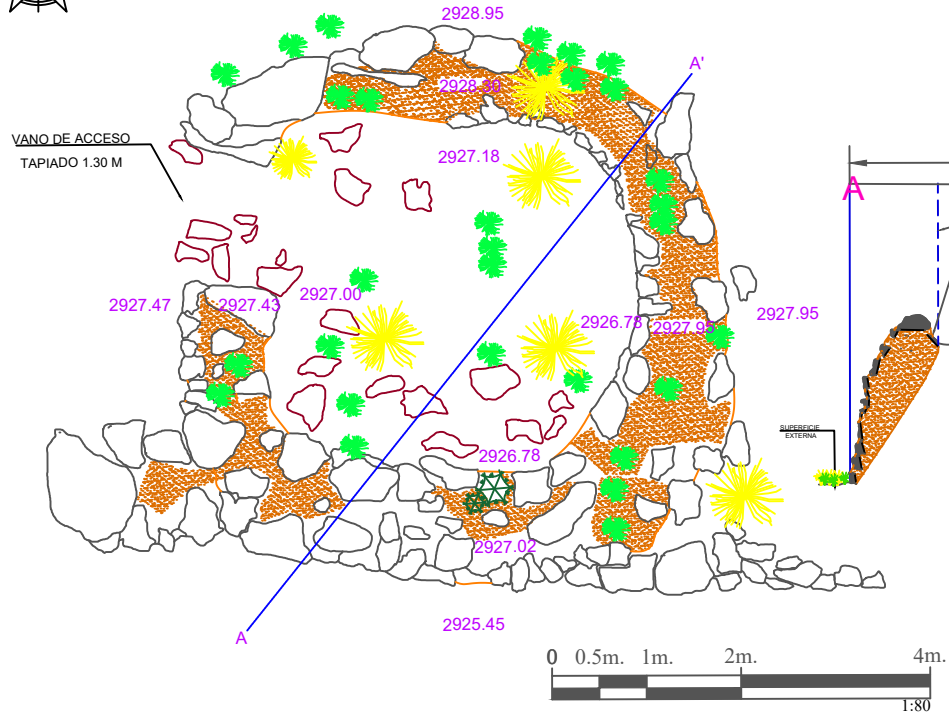 2928.95
A'
2928.30
VANO DE ACCESO
TAPIADO 1.30 M
2927.18
A
2927.47
2927.43
2927.00
2926.78
2927.95
2927.95
SUPERFICIE
EXTERNA
2926.78
2927.02
2925.45
A
0 0.5m. 1m. 2m. 4m.
1:80